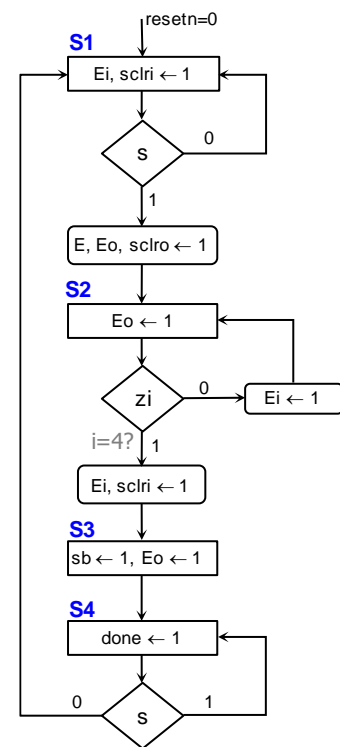 resetn=0
S1
Ei, sclri ← 1
s
0
1
E, Eo, sclro ← 1
S2
Eo ← 1
zi
0
Ei ← 1
i=4?
1
Ei, sclri ← 1
S3
sb ← 1, Eo ← 1
S4
done ← 1
0
s
1